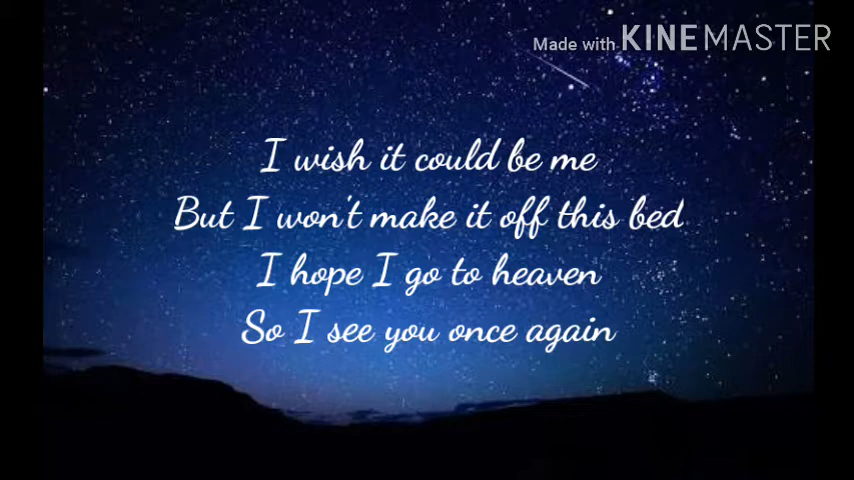 Made with KINEMASTER
I wish it could be me
But I won't make it off this bed
I hope I go to heaven
So I see you once again